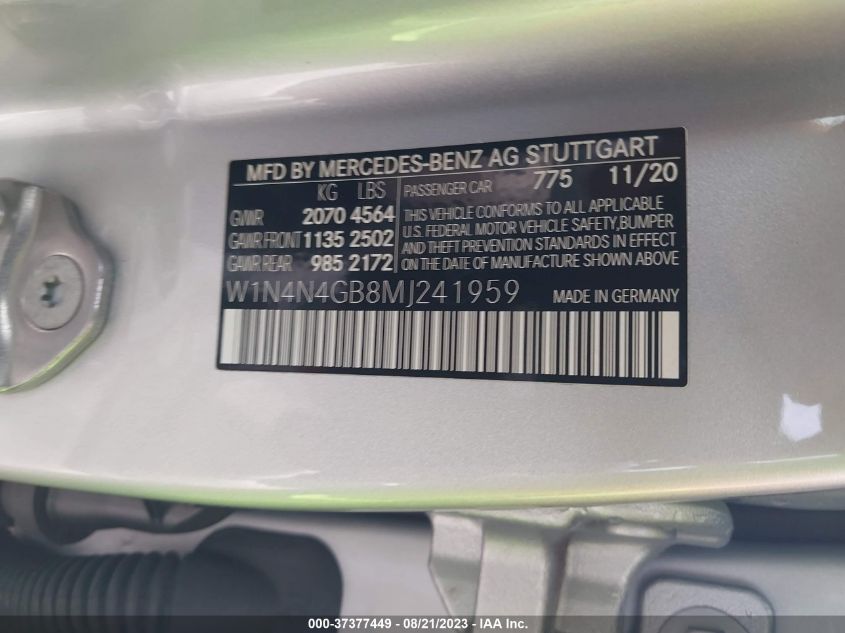 MFD BY MERCEDES-BENZ AG STUTTGART
KG LBS
GVWR 2070 4564
GAWR FRONT 1135 2502
GAWR REAR 985 2172
PASSENGER CAR 775 11/20
THIS VEHICLE CONFORMS TO ALL APPLICABLE
U.S. FEDERAL MOTOR VEHICLE SAFETY,BUMPER
AND THEFT PREVENTION STANDARDS IN EFFECT
ON THE DATE OF MANUFACTURE SHOWN ABOVE
W1N4N4GB8MJ241959 MADE IN GERMANY
000-37377449 - 08/21/2023 - © IAA Inc.